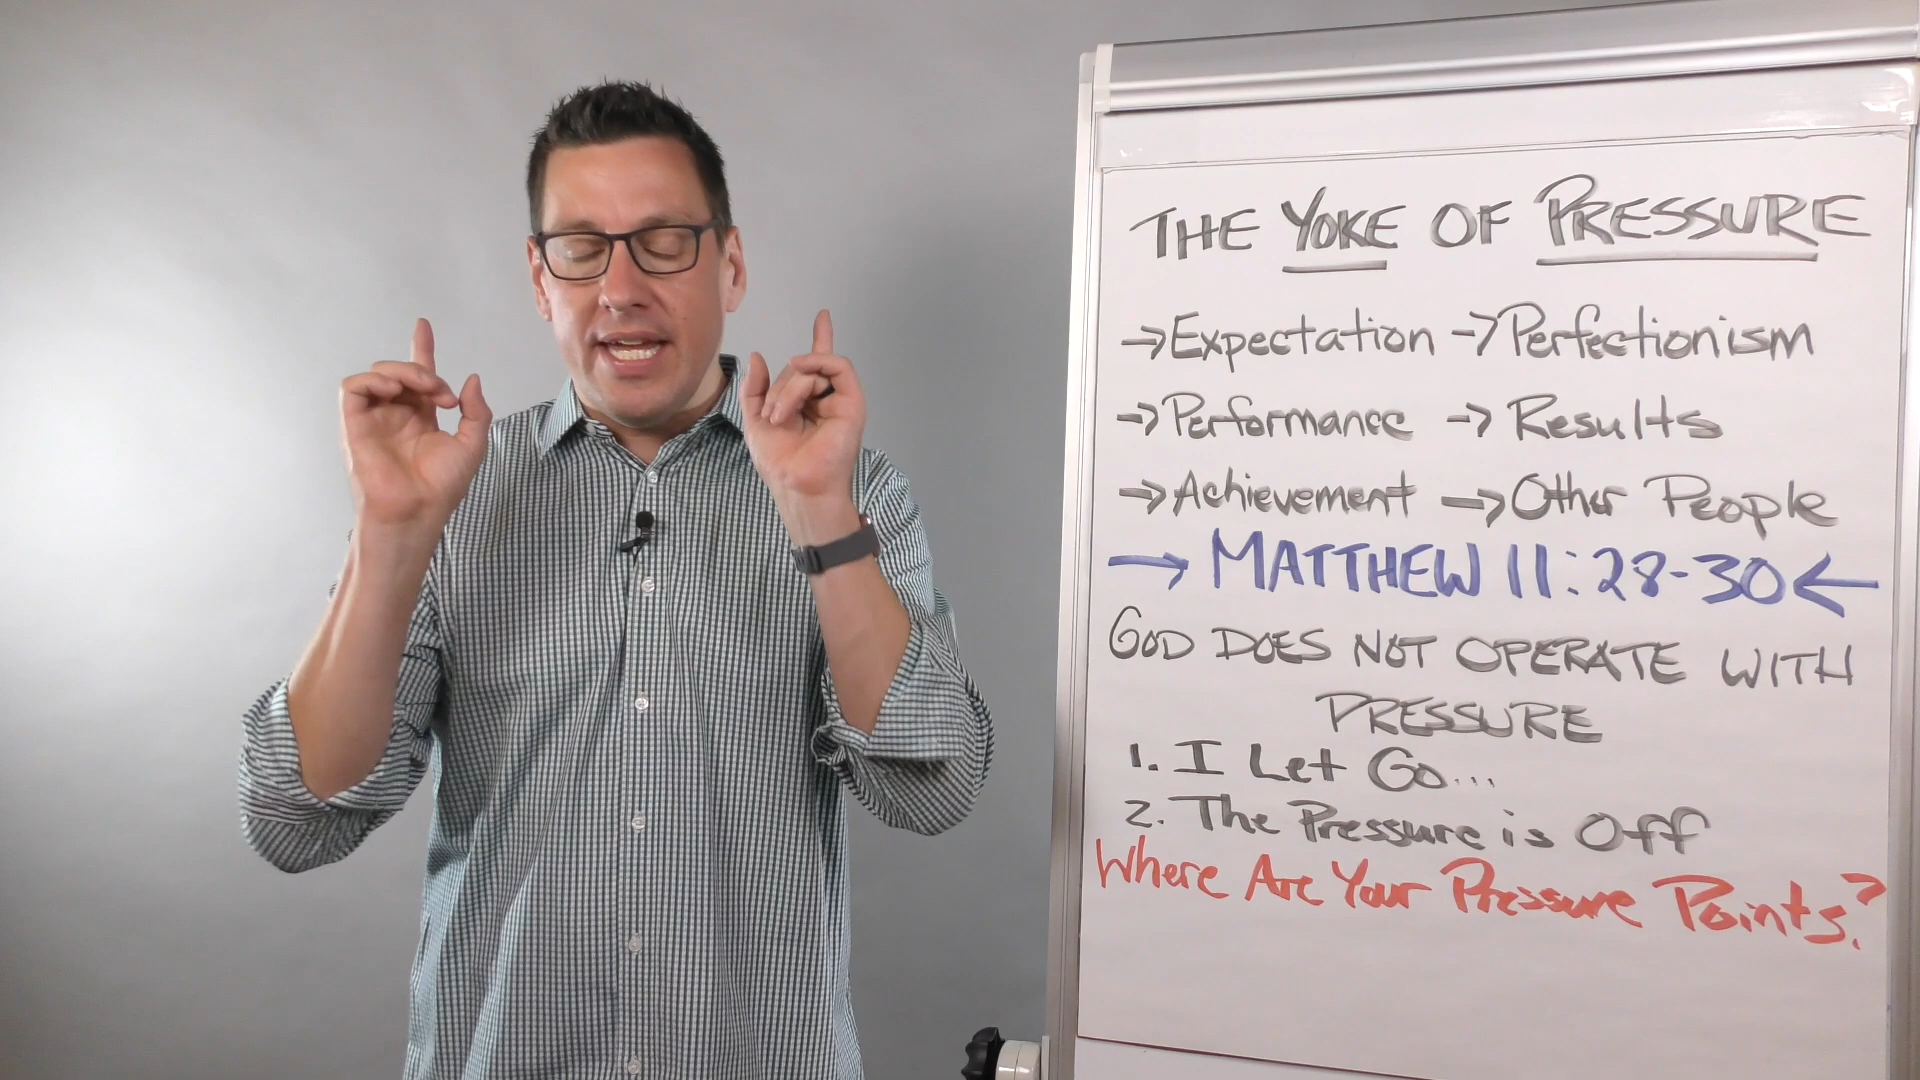 THE YOKE OF PRESSURE
→Expectation →Perfectionism
→Performance → Results
→Achievement → Other People
→ MATTHEW 11:28-30 ←
GOD DOES NOT OPERATE WITH
PRESSURE
1. I Let Go...
2. The Pressure is Off
Where Are Your Pressure Points?